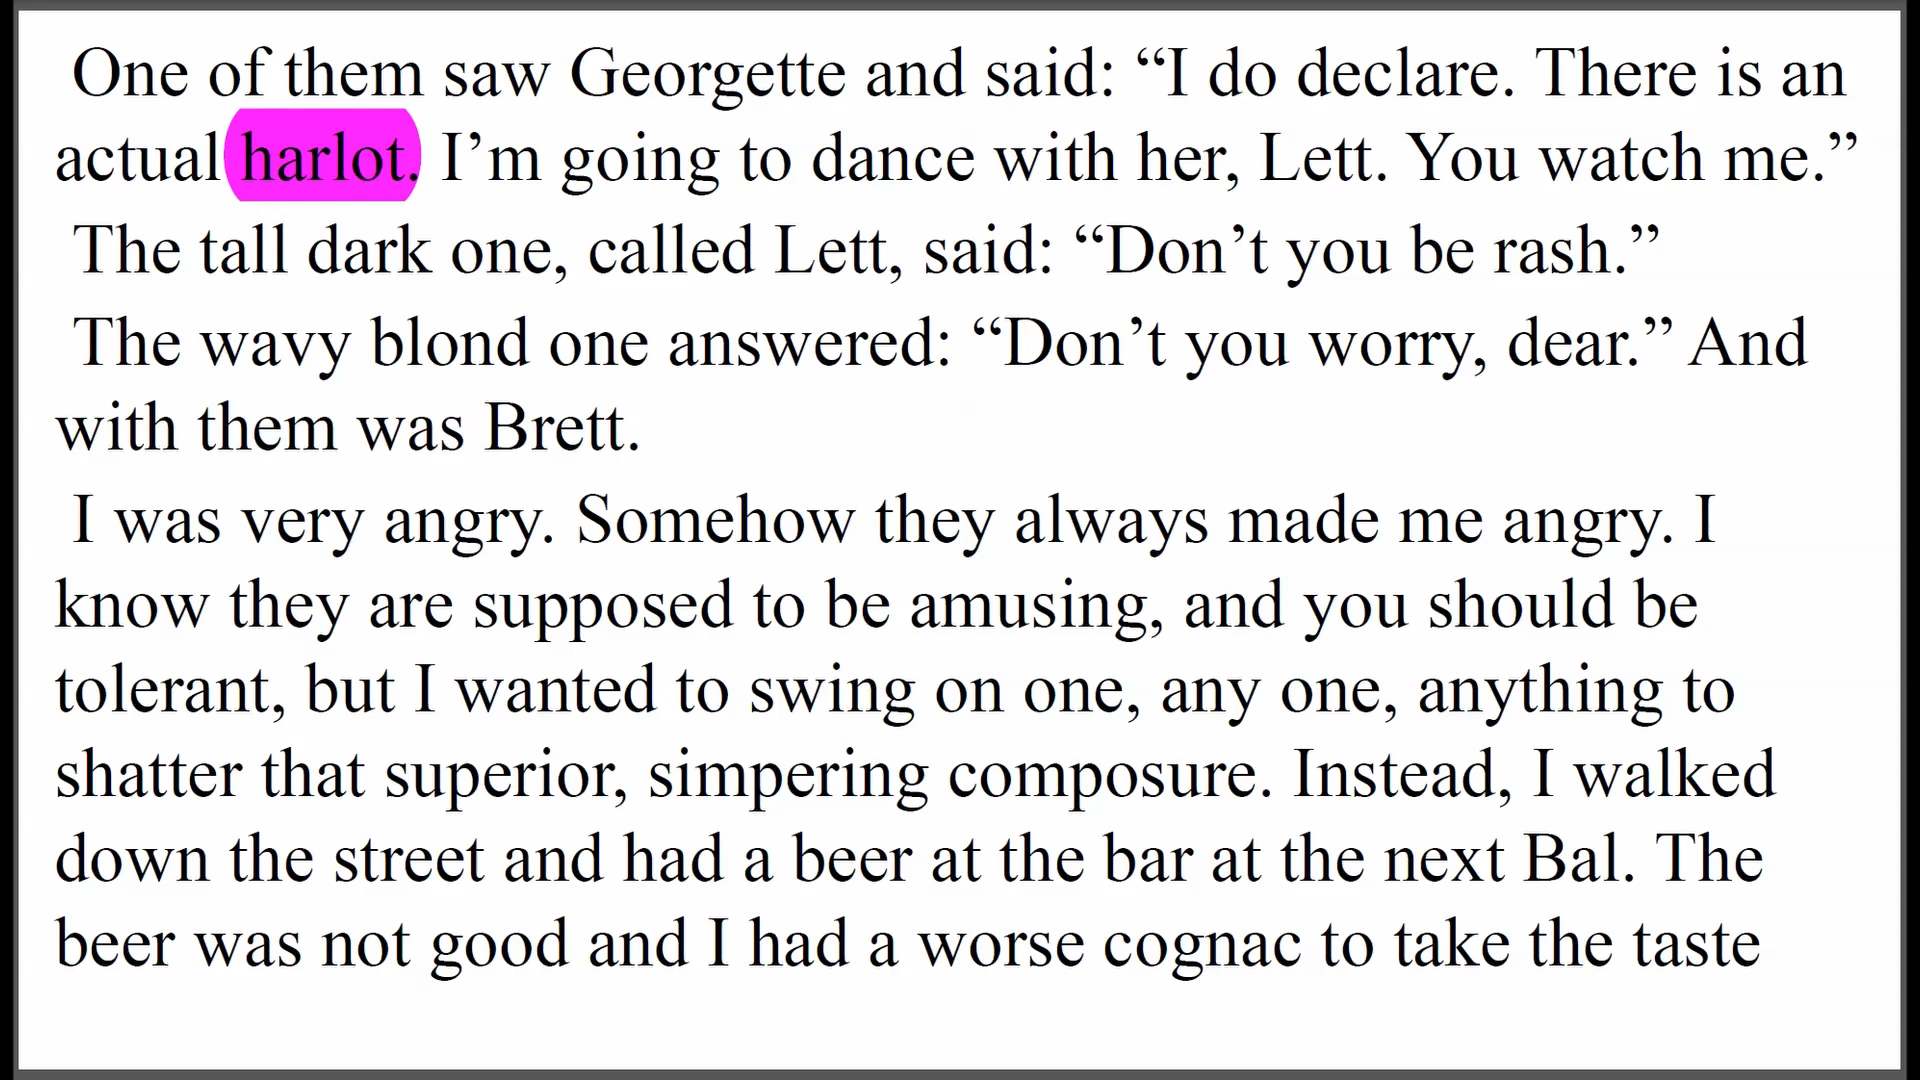 One of them saw Georgette and said: “I do declare. There is an
actual harlot. I’m going to dance with her, Lett. You watch me.”
The tall dark one, called Lett, said: “Don’t you be rash.”
The wavy blond one answered: “Don’t you worry, dear.” And
with them was Brett.
I was very angry. Somehow they always made me angry. I
know they are supposed to be amusing, and you should be
tolerant, but I wanted to swing on one, any one, anything to
shatter that superior, simpering composure. Instead, I walked
down the street and had a beer at the bar at the next Bal. The
beer was not good and I had a worse cognac to take the taste